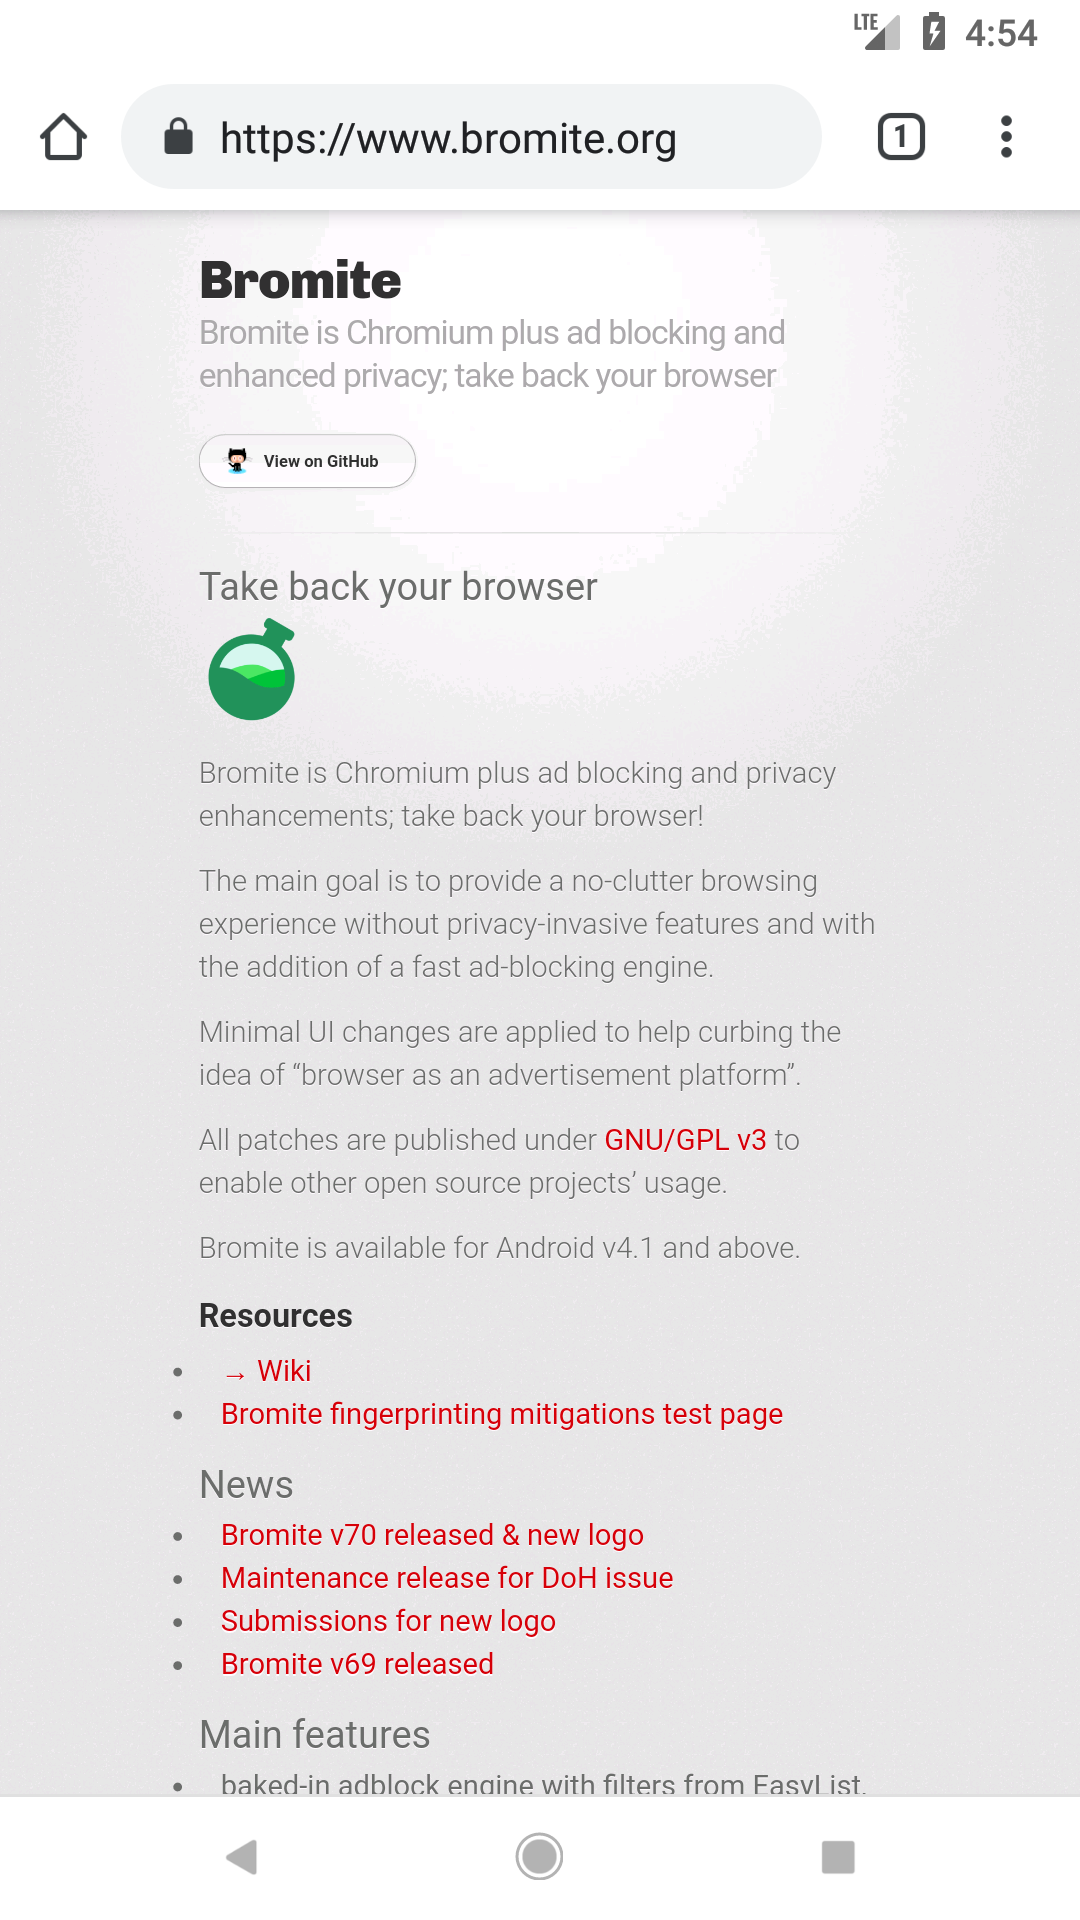 LTE 4:54
https://www.bromite.org 1
Bromite
Bromite is Chromium plus ad blocking and
enhanced privacy; take back your browser
View on GitHub
Take back your browser
Bromite is Chromium plus ad blocking and privacy
enhancements; take back your browser!
The main goal is to provide a no-clutter browsing
experience without privacy-invasive features and with
the addition of a fast ad-blocking engine.
Minimal UI changes are applied to help curbing the
idea of “browser as an advertisement platform”.
All patches are published under GNU/GPL v3 to
enable other open source projects’ usage.
Bromite is available for Android v4.1 and above.
Resources
• → Wiki
• Bromite fingerprinting mitigations test page
News
• Bromite v70 released & new logo
• Maintenance release for DoH issue
• Submissions for new logo
• Bromite v69 released
Main features
• baked-in adblock engine with filters from EasyList,